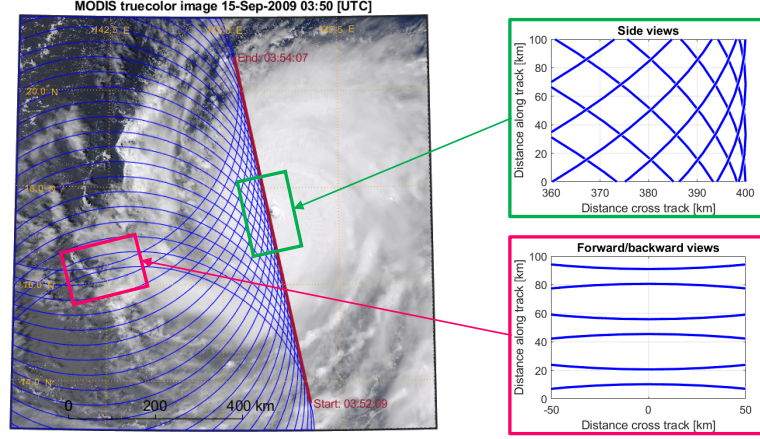 MODIS truecolor image 15-Sep-2009 03:50 [UTC]
142.5° E
147.5° E
End: 03:54:07
20.0° N
18.0° N
16.0° N
14.0° N
0 200 400 km
Start: 03:52:09
Side views
Distance along track [km]
100
80
60
40
20
0
360 370 380 390 400
Distance cross track [km]
Forward/backward views
Distance along track [km]
100
80
60
40
20
0
-50 0 50
Distance cross track [km]